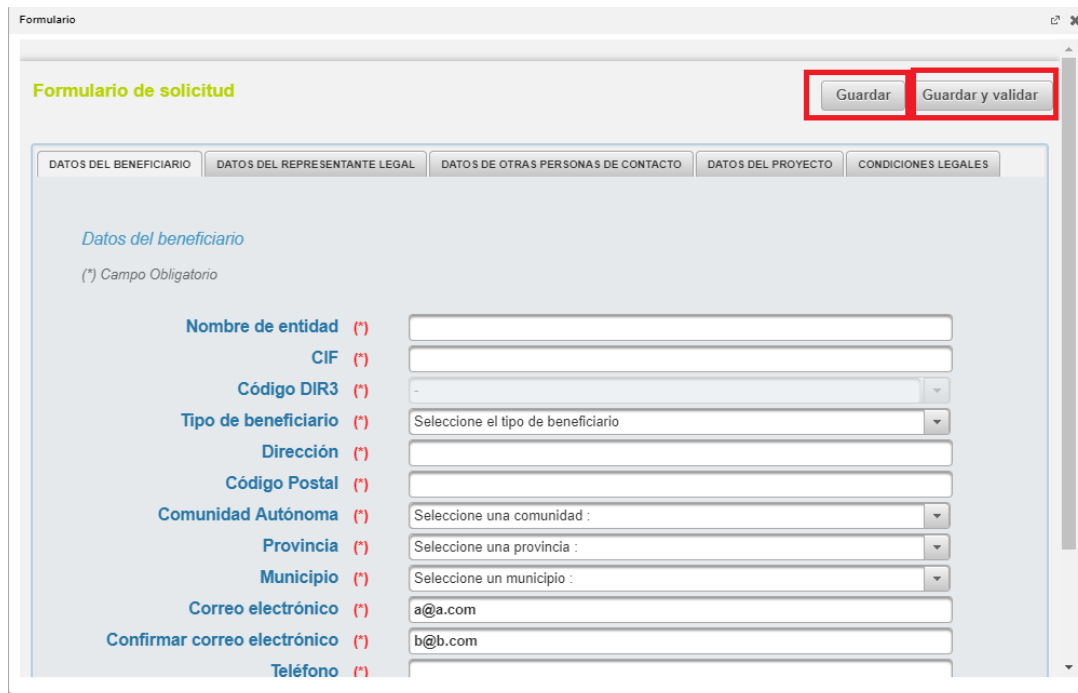 Formulario
Formulario de solicitud
Guardar
Guardar y validar
DATOS DEL BENEFICIARIO
DATOS DEL REPRESENTANTE LEGAL
DATOS DE OTRAS PERSONAS DE CONTACTO
DATOS DEL PROYECTO
CONDICIONES LEGALES
Datos del beneficiario
(*) Campo Obligatorio
Nombre de entidad (*)
CIF (*)
Código DIR3 (*) -
Tipo de beneficiario (*) Seleccione el tipo de beneficiario
Dirección (*)
Código Postal (*)
Comunidad Autónoma (*) Seleccione una comunidad :
Provincia (*) Seleccione una provincia :
Municipio (*) Seleccione un municipio :
Correo electrónico (*) a@a.com
Confirmar correo electrónico (*) b@b.com
Teléfono (*)